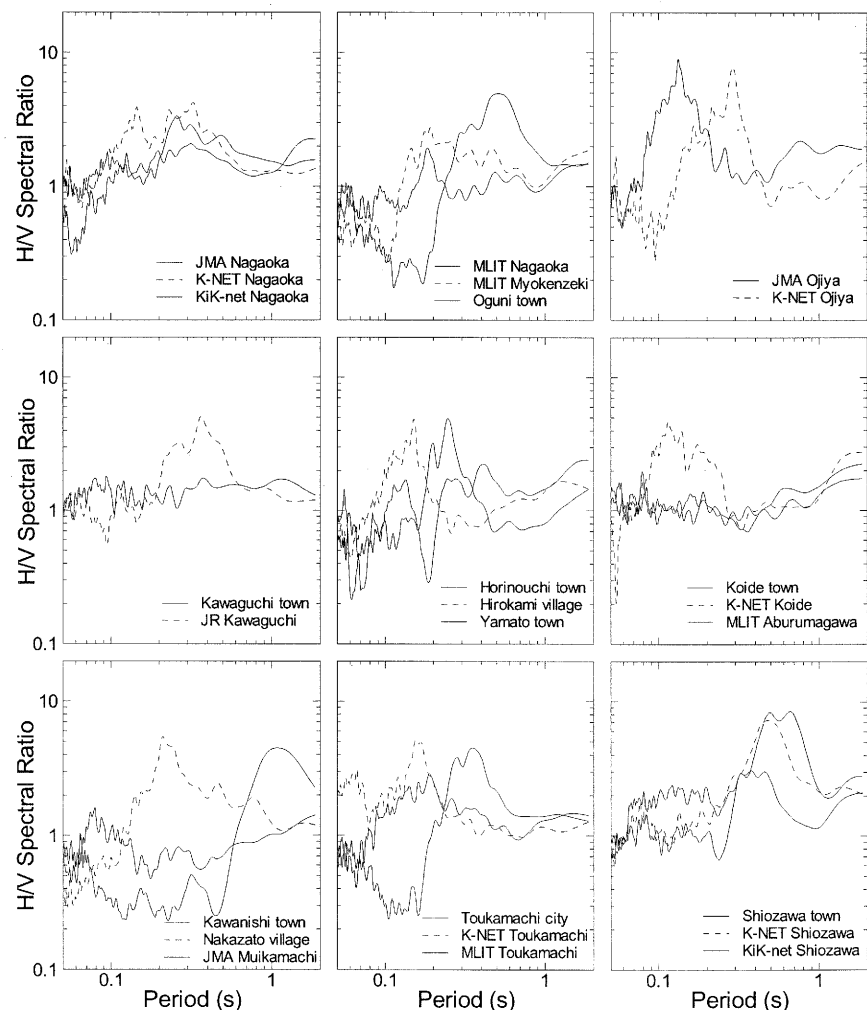 H/V Spectral Ratio
10
1
0.1
JMA Nagaoka
K-NET Nagaoka
KiK-net Nagaoka
MLIT Nagaoka
MLIT Myokenzeki
Oguni town
JMA Ojiya
K-NET Ojiya
H/V Spectral Ratio
10
1
0.1
Kawaguchi town
JR Kawaguchi
Horinouchi town
Hirokami village
Yamato town
Koide town
K-NET Koide
MLIT Aburumagawa
H/V Spectral Ratio
10
1
0.1
Kawanishi town
Nakazato village
JMA Muikamachi
Toukamachi city
K-NET Toukamachi
MLIT Toukamachi
Shiozawa town
K-NET Shiozawa
KiK-net Shiozawa
0.1 1
0.1 1
0.1 1
Period (s)
Period (s)
Period (s)